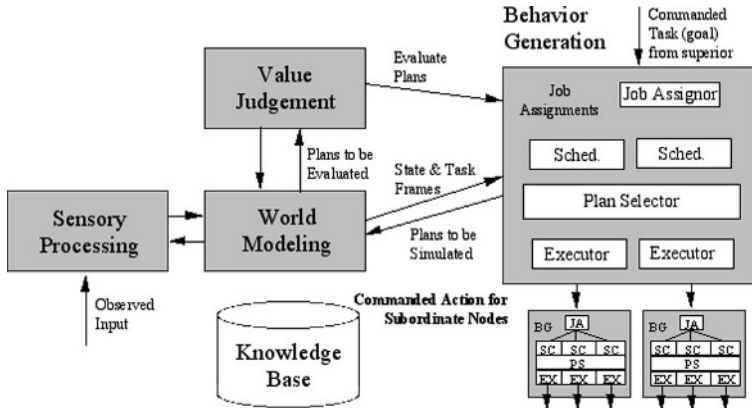 Behavior
Generation
Commanded
Task (goal)
from superior
Value
Judgement
Evaluate
Plans
Job
Assignments
Job Assignor
Plans to be
Evaluated
State & Task
Frames
Sched.
Sched.
Plan Selector
Sensory
Processing
World
Modeling
Plans to be
Simulated
Executor
Executor
Observed
Input
Commanded Action for
Subordinate Nodes
Knowledge
Base
BG
JA
SC SC SC
PS
EX EX EX
BG
JA
SC SC SC
PS
EX EX EX